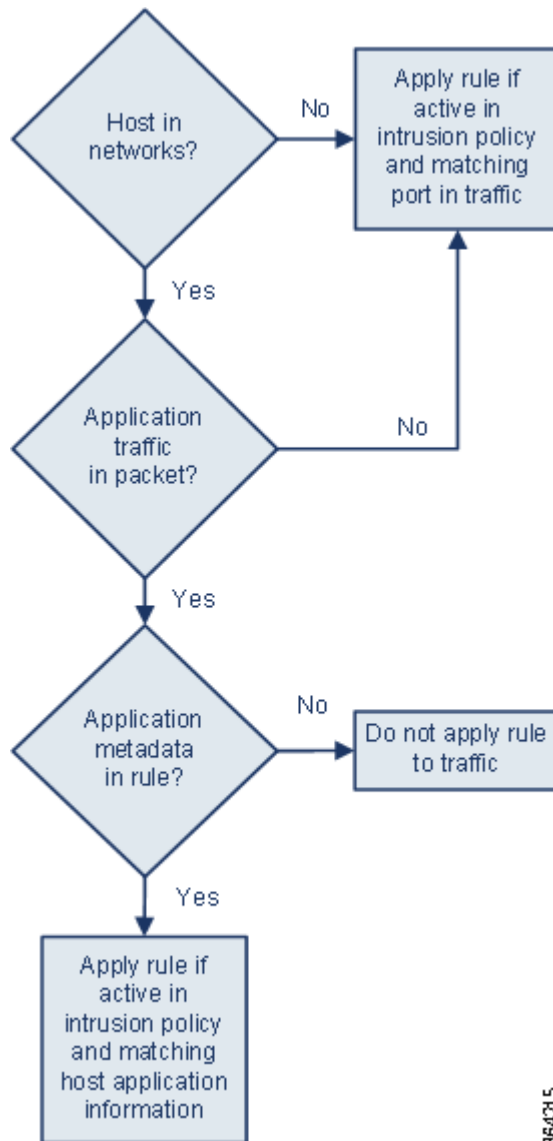 Host in
networks?
No
Apply rule if
active in
intrusion policy
and matching
port in traffic
Yes
Application
traffic
in packet?
No
Yes
Application
metadata
in rule?
No
Do not apply rule
to traffic
Yes
Apply rule if
active in
intrusion policy
and matching
host application
information